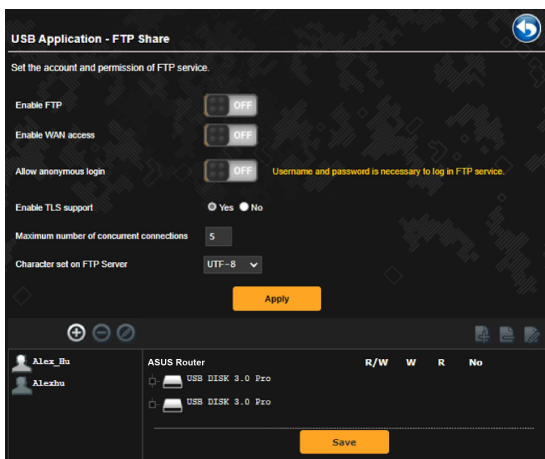 USB Application - FTP Share
Set the account and permission of FTP service.
Enable FTP OFF
Enable WAN access OFF
Allow anonymous login OFF Username and password is necessary to log in FTP service.
Enable TLS support Yes No
Maximum number of concurrent connections 5
Character set on FTP Server UTF-8
Apply
Alex_Hu
Alexhu
ASUS Router R/W W R No
USB DISK 3.0 Pro
USB DISK 3.0 Pro
Save